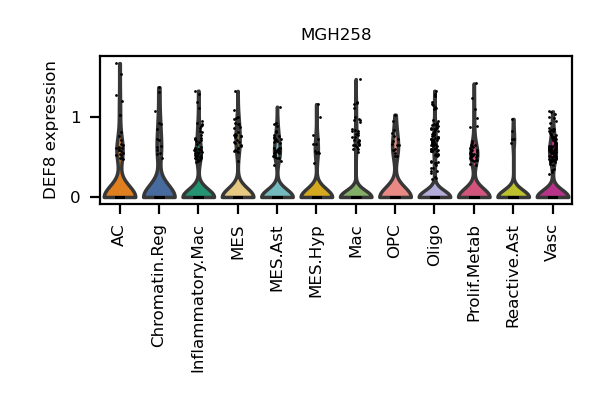 MGH258
DEF8 expression
1
0
AC
Chromatin.Reg
Inflammatory.Mac
MES
MES.Ast
MES.Hyp
Mac
OPC
Oligo
Prolif.Metab
Reactive.Ast
Vasc